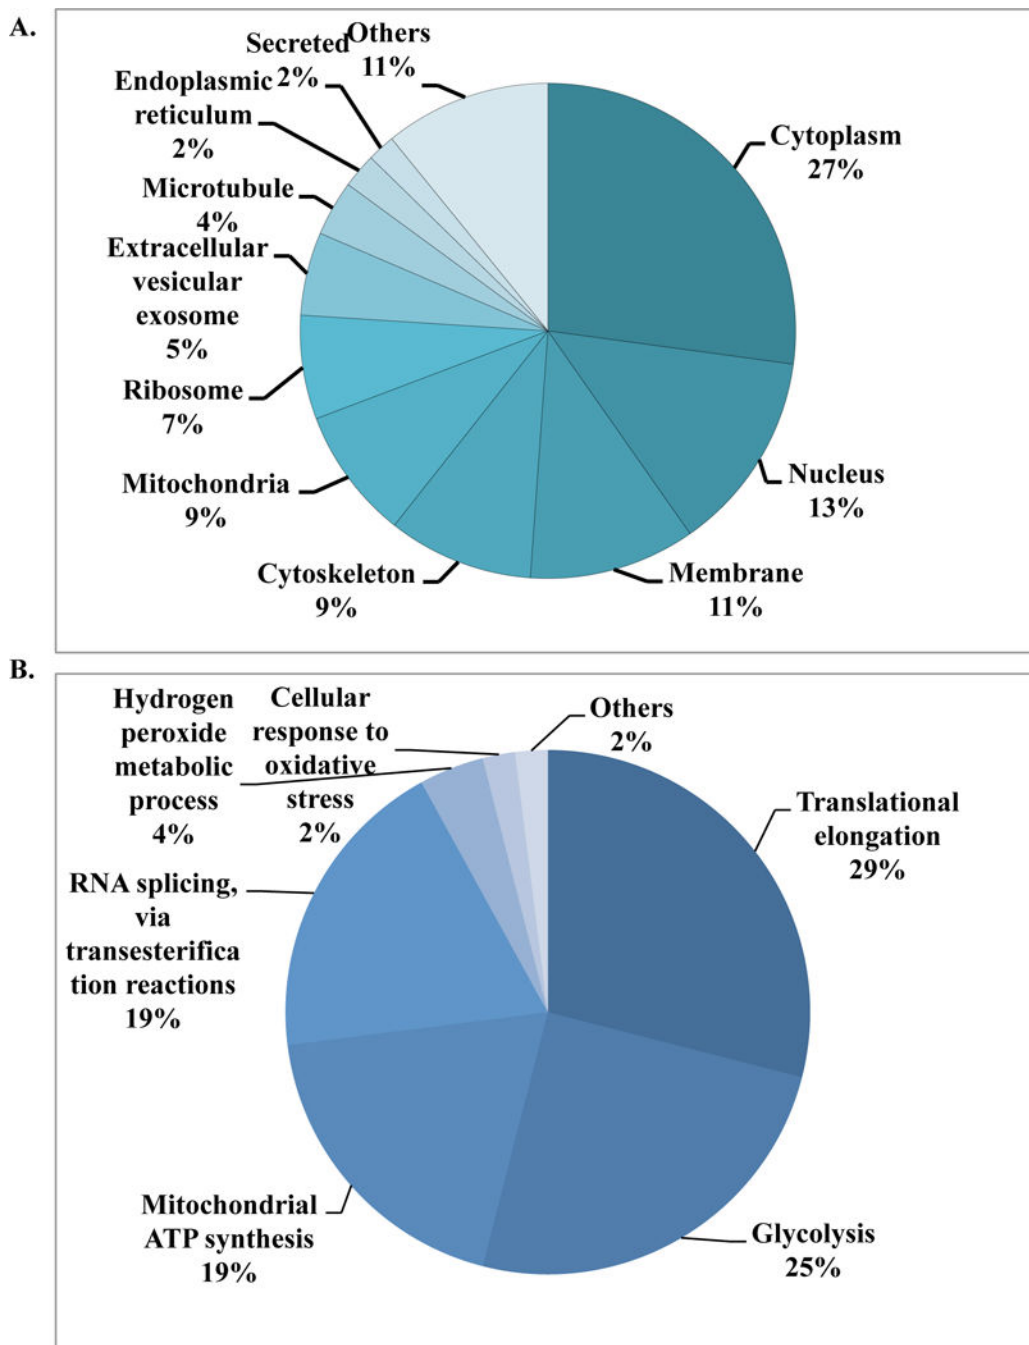 A.
Others
11%
Secreted
2%
Endoplasmic
reticulum
2%
Microtubule
4%
Extracellular
vesicular
exosome
5%
Ribosome
7%
Mitochondria
9%
Cytoskeleton
9%
Membrane
11%
Nucleus
13%
Cytoplasm
27%
B.
Hydrogen
peroxide
metabolic
process
4%
Cellular
response to
oxidative
stress
2%
Others
2%
Translational
elongation
29%
RNA splicing,
via
transesterifica
tion reactions
19%
Mitochondrial
ATP synthesis
19%
Glycolysis
25%